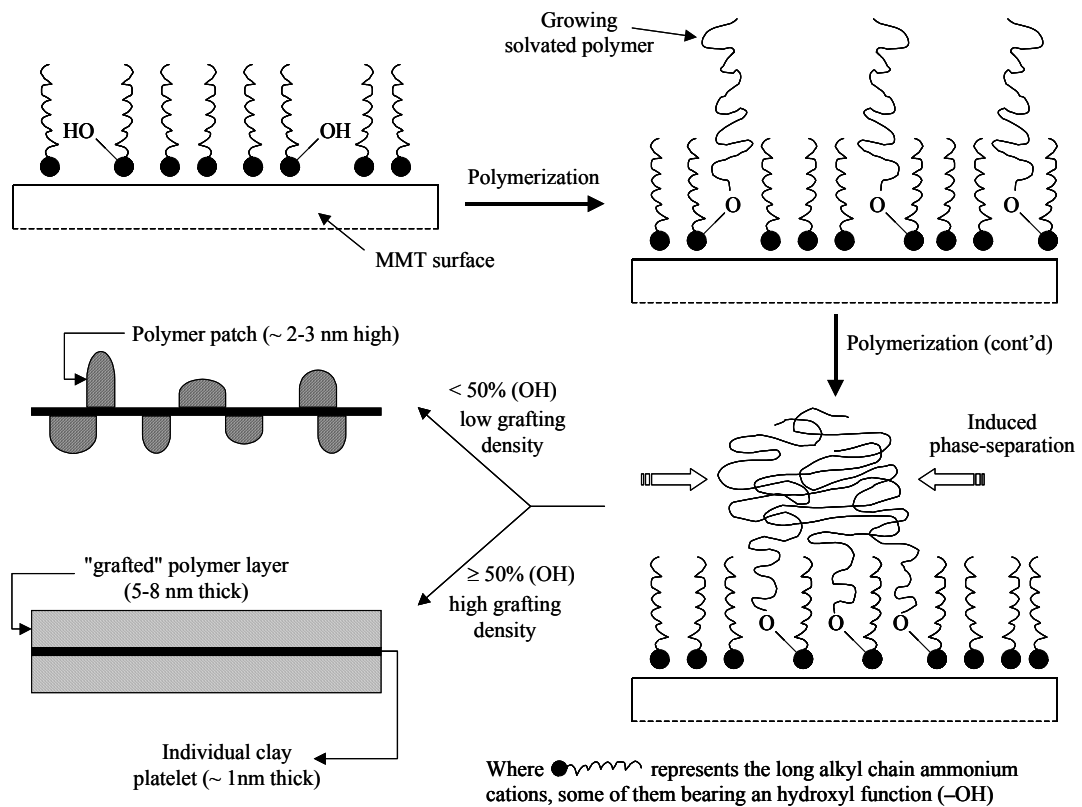 HO
OH
MMT surface
Polymerization
Growing
solvated polymer
O
O
O
Polymerization (cont’d)
Induced
phase-separation
O
O
O
< 50% (OH)
low grafting
density
≥ 50% (OH)
high grafting
density
Polymer patch (~ 2-3 nm high)
"grafted" polymer layer
(5-8 nm thick)
Individual clay
platelet (~ 1nm thick)
Where represents the long alkyl chain ammonium
cations, some of them bearing an hydroxyl function (–OH)